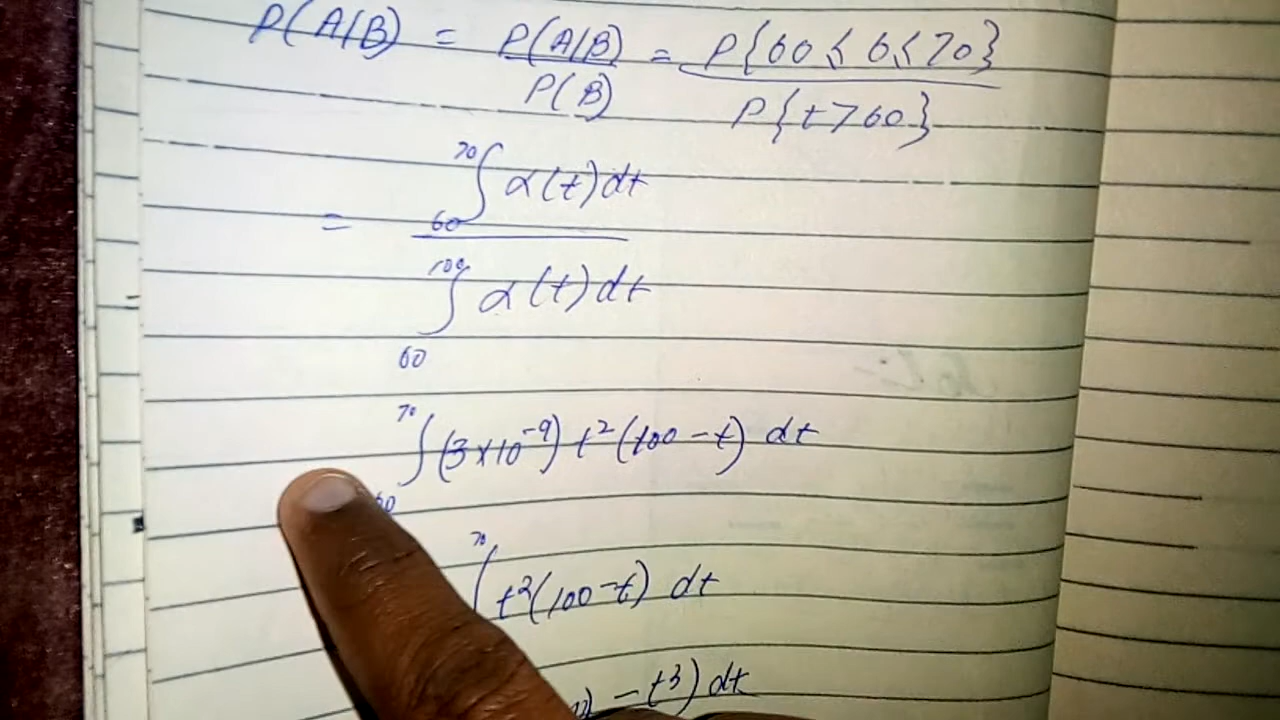 P(A/B) = P(A/B) / P(B) = P{60 ≤ 6 ≤ 70} / P{t>60}
= ∫₆₀⁷⁰ α(t)dt / ∫₆₀¹⁰⁰ α(t)dt
∫₆₀⁷⁰ (3×10⁻⁹) t²(100-t) dt
∫⁷⁰ t²(100-t) dt
- t³) dt